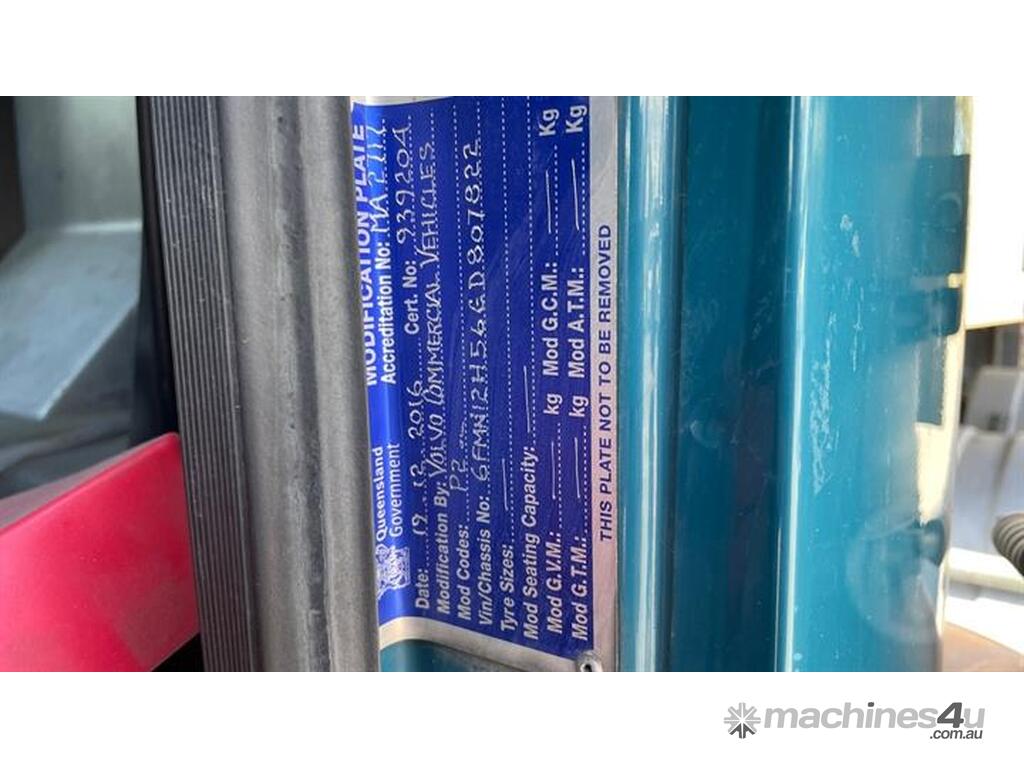 Queensland
Government
MODIFICATION PLATE
Accreditation No: MA 2111
Date: 19 . 12 2016 Cert. No: 939204
Modification By: VOLVO COMMERCIAL VEHICLES
Mod Codes: P2
Vin/Chassis No:
Tyre Sizes: —
Mod Seating Capacity: —
Mod G.V.M.: — kg Mod G.C.M.: — Kg
Mod G.T.M.: — kg Mod A.T.M.: — Kg
THIS PLATE NOT TO BE REMOVED
machines4u
.com.au